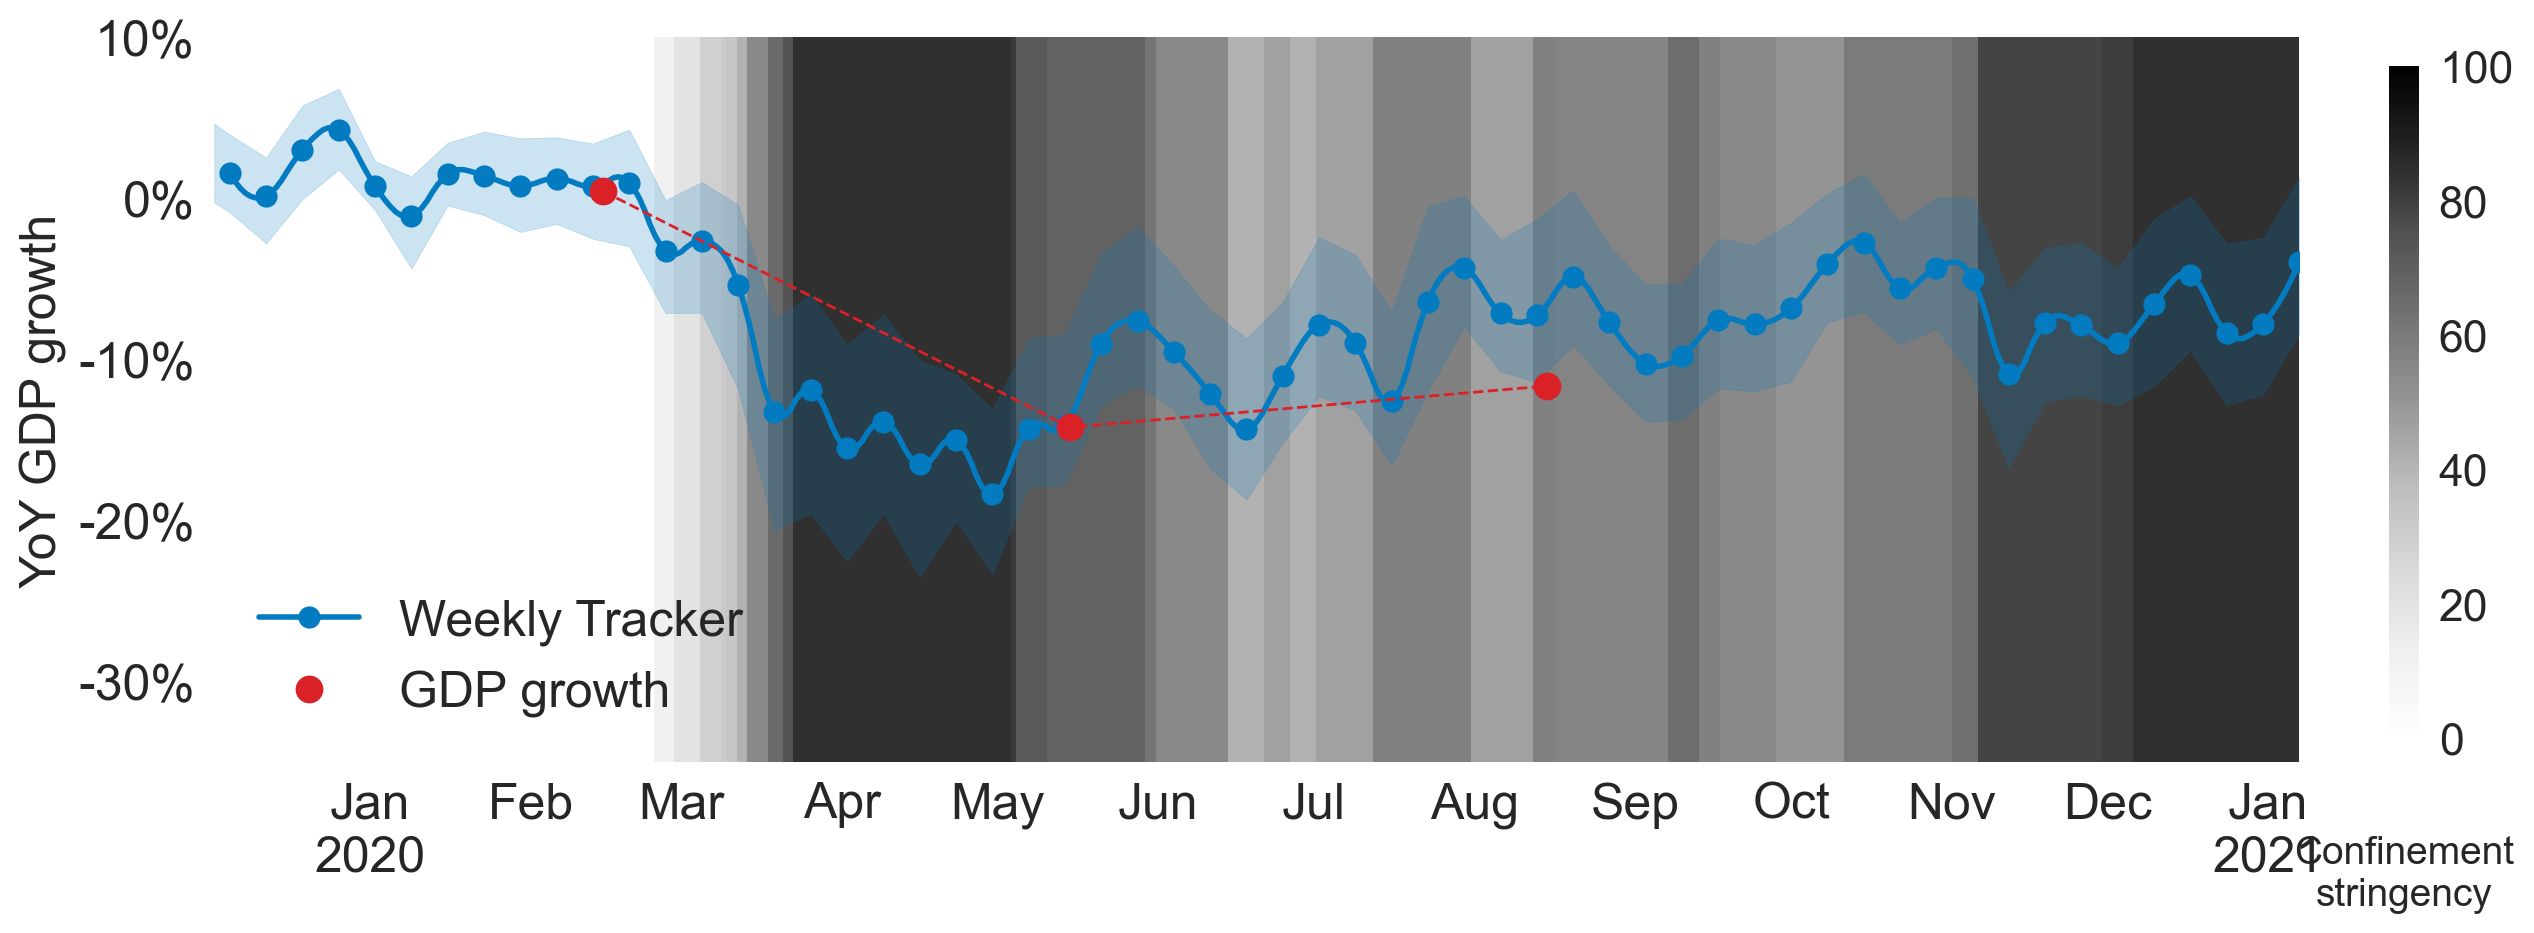 10%
0%
-10%
-20%
-30%
YoY GDP growth
Weekly Tracker
GDP growth
Jan
2020
Feb
Mar
Apr
May
Jun
Jul
Aug
Sep
Oct
Nov
Dec
Jan
2021
100
80
60
40
20
0
Confinement
stringency